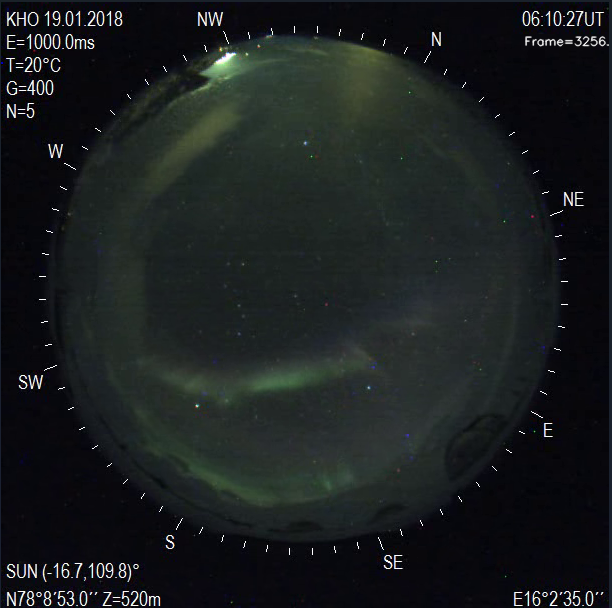 KHO 19.01.2018
06:10:27UT
E=1000.0ms
Frame=3256.
T=20°C
G=400
N=5
NW
N
W
NE
SW
E
S
SE
SUN (-16.7,109.8)°
N78°8´53.0´´ Z=520m
E16°2´35.0´´